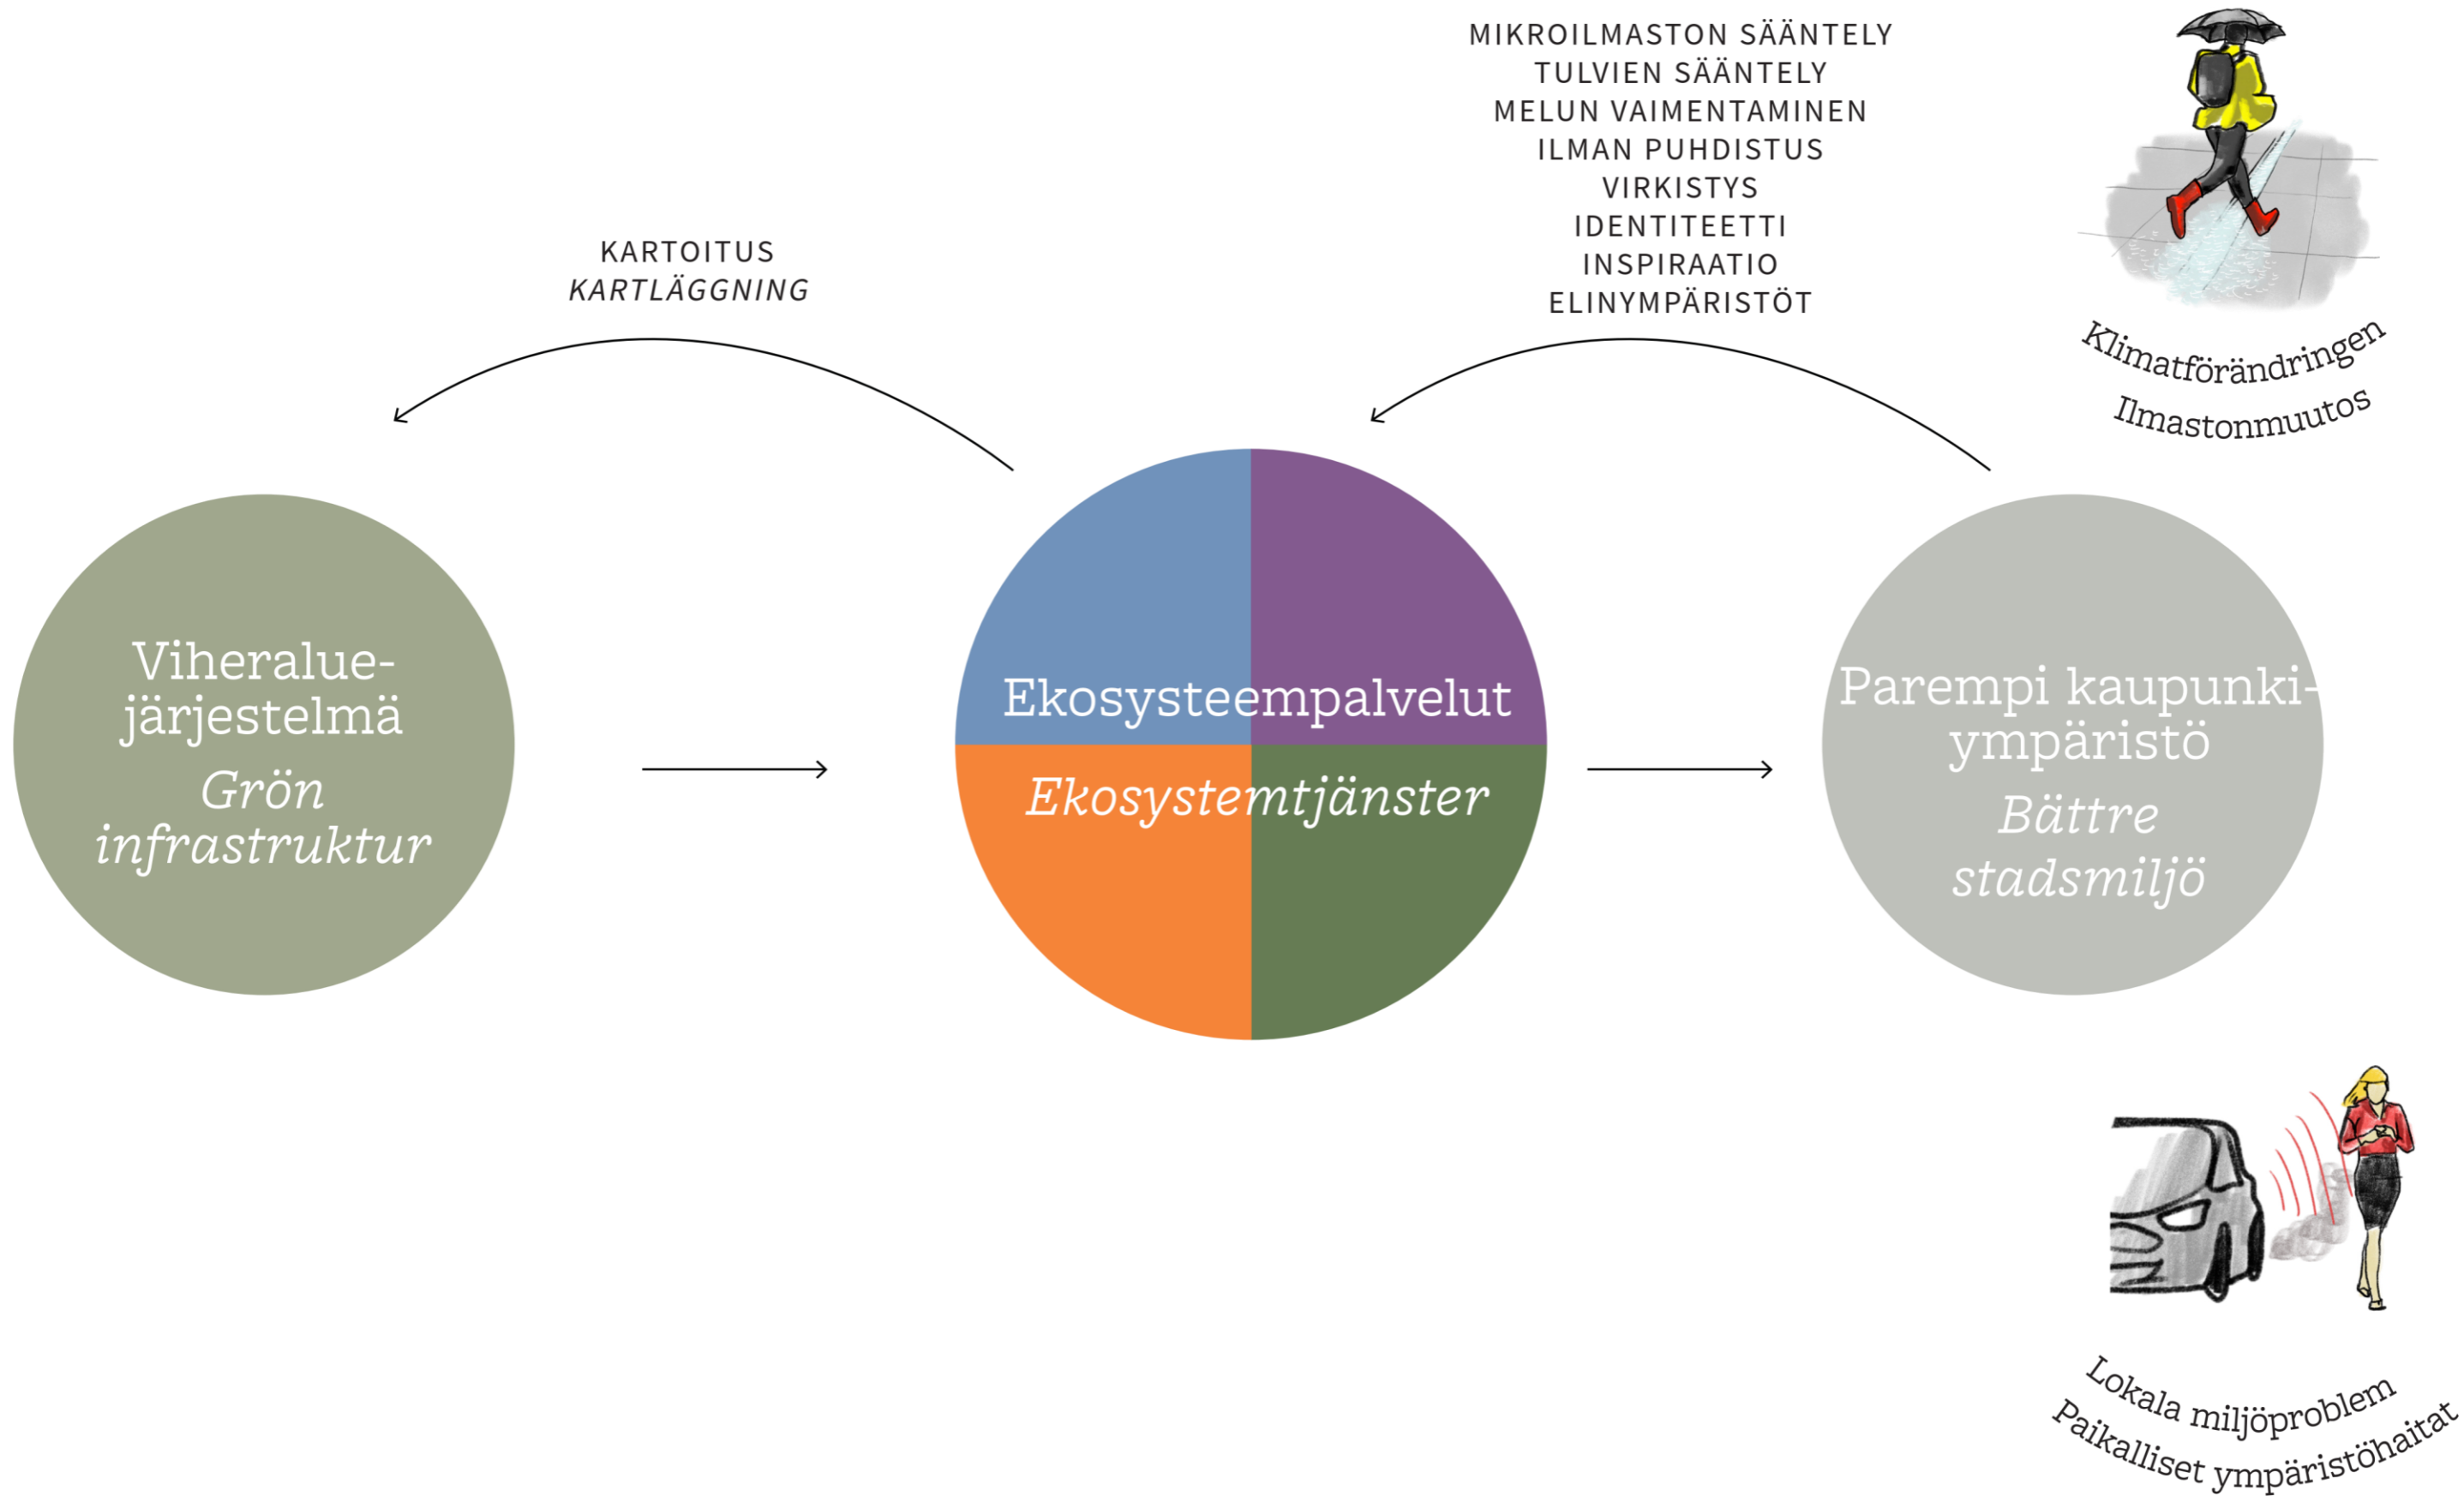 MIKROILMASTON SÄÄNTELY
TULVIEN SÄÄNTELY
MELUN VAIMENTAMINEN
ILMAN PUHDISTUS
VIRKISTYS
IDENTITEETTI
INSPIRAATIO
ELINYMPÄRISTÖT
KARTOITUS
KARTLÄGGNING
Klimatförändringen
Ilmastonmuutos
Viheralue-
järjestelmä
Grön
infrastruktur
Ekosysteempalvelut
Ekosystemtjänster
Parempi kaupunki-
ympäristö
Bättre
stadsmiljö
Lokala miljöproblem
Paikalliset ympäristöhaitat